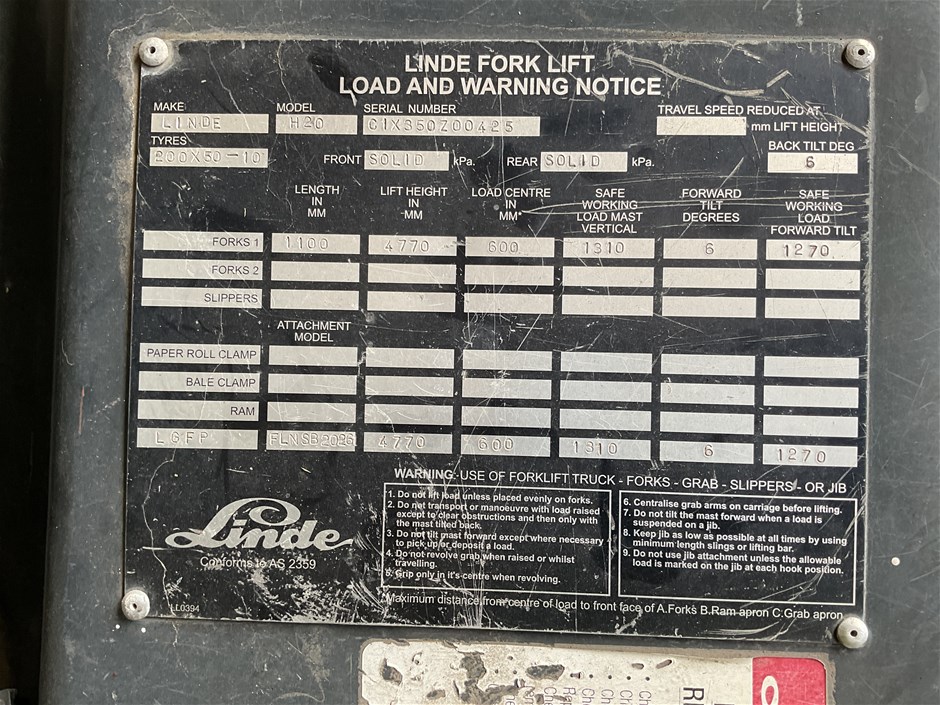 LINDE FORK LIFT
LOAD AND WARNING NOTICE
MAKE MODEL SERIAL NUMBER TRAVEL SPEED REDUCED AT
LINDE H20 C1X350Z00425 mm LIFT HEIGHT
TYRES BACK TILT DEG
200X50-10 FRONT SOLID kPa. REAR SOLID kPa. 6
LENGTH IN MM
LIFT HEIGHT IN MM
LOAD CENTRE IN MM
SAFE WORKING LOAD MAST VERTICAL
FORWARD TILT DEGREES
SAFE WORKING LOAD FORWARD TILT
FORKS 1 1100 4770 600 1310 6 1270
FORKS 2
SLIPPERS
ATTACHMENT MODEL
PAPER ROLL CLAMP
BALE CLAMP
RAM
LGFP FLNSB2026 4770 600 1310 6 1270
WARNING-USE OF FORKLIFT TRUCK - FORKS - GRAB - SLIPPERS - OR JIB
1. Do not lift load unless placed evenly on forks.
2. Do not transport or manoeuvre with load raised
except to clear obstructions and then only with
the mast tilted back.
3. Do not tilt mast forward except where necessary
to pick up or deposit a load.
4. Do not revolve grab when raised or whilst
travelling.
5. Grip only in it's centre when revolving.
6. Centralise grab arms on carriage before lifting.
7. Do not tilt the mast forward when a load is
suspended on a jib.
8. Keep jib as low as possible at all times by using
minimum length slings or lifting bar.
9. Do not use jib attachment unless the allowable
load is marked on the jib at each hook position.
Linde
Conforms to AS 2359
LL0394
Maximum distance from centre of load to front face of A.Forks B.Ram apron C.Grab apron